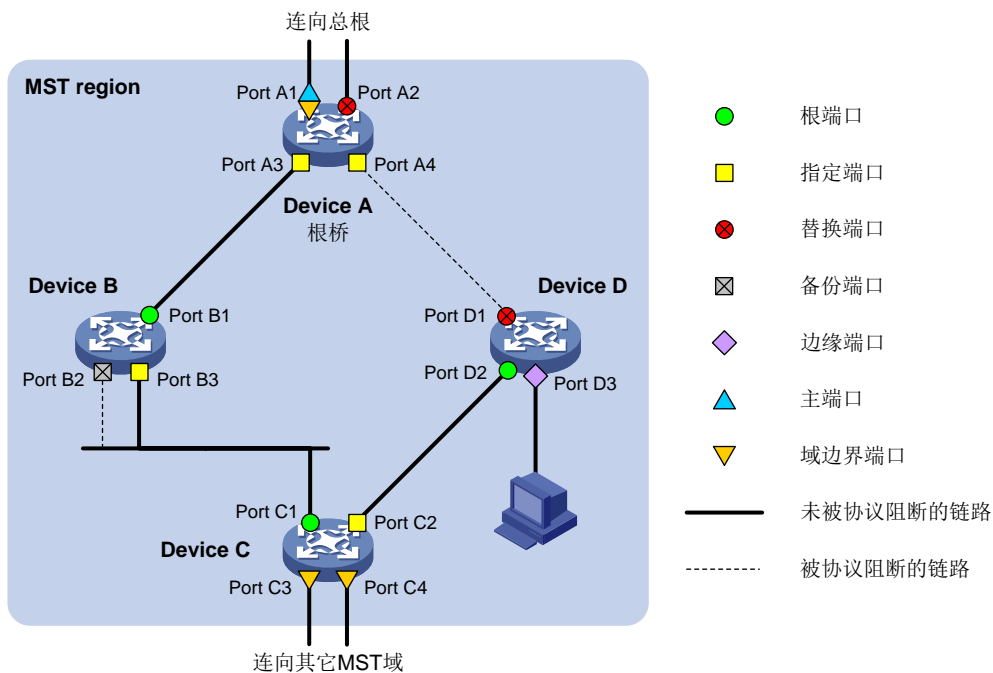 连向总根
MST region
Port A1
Port A2
Port A3
Port A4
Device A
根桥
Device B
Port B1
Port B2
Port B3
Device D
Port D1
Port D2
Port D3
Port C1
Port C2
Device C
Port C3
Port C4
连向其它MST域
根端口
指定端口
替换端口
备份端口
边缘端口
主端口
域边界端口
未被协议阻断的链路
被协议阻断的链路